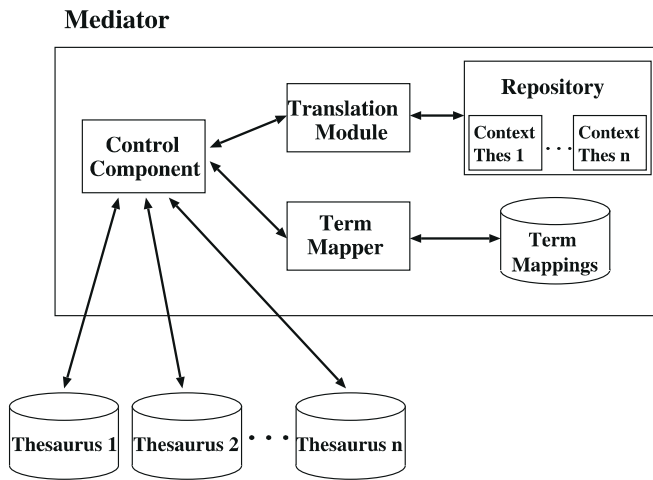 Mediator
Control
Component
Translation
Module
Repository
Context
Thes 1
. . .
Context
Thes n
Term
Mapper
Term
Mappings
Thesaurus 1
Thesaurus 2
. . .
Thesaurus n